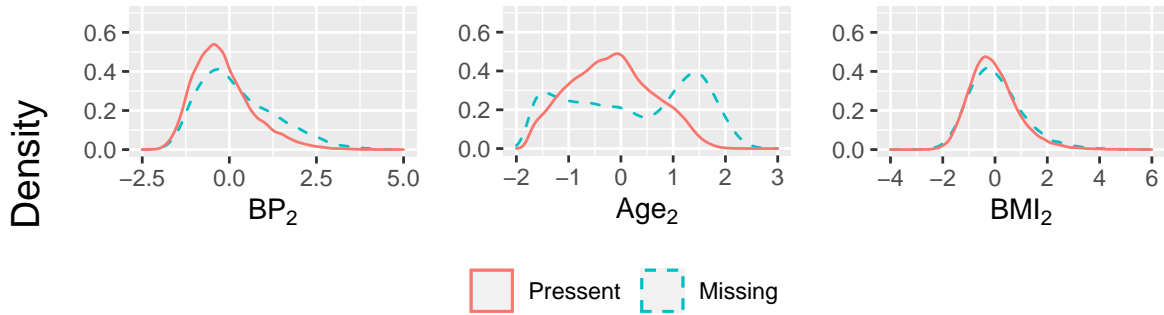 0.6 0.6 0.6
0.4 0.4 0.4
0.2 0.2 0.2
0.0 0.0 0.0
−2.5 0.0 2.5 5.0 −2 −1 0 1 2 3 −4 −2 0 2 4 6
BP₂ Age₂ BMI₂
Density
Pressent Missing